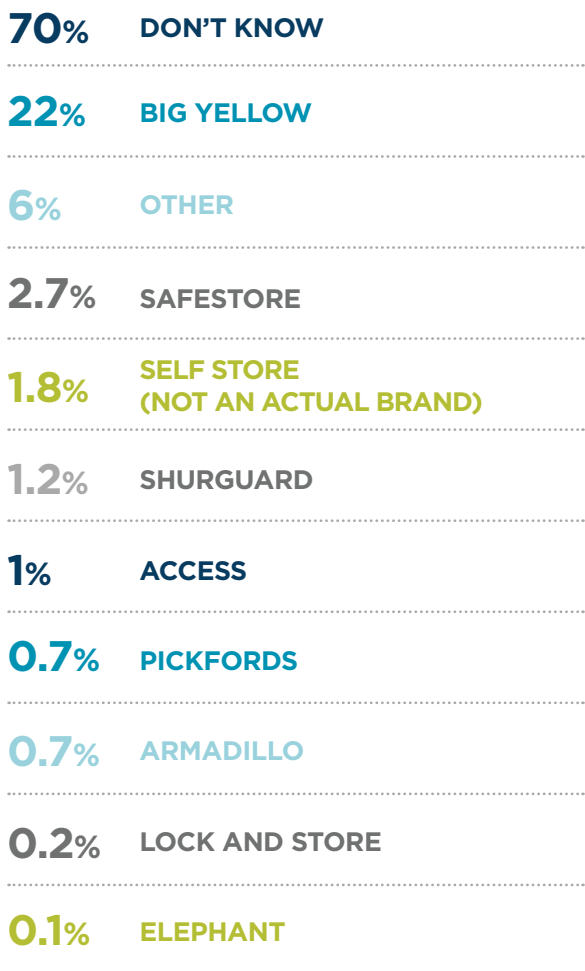 70% DON'T KNOW
22% BIG YELLOW
6% OTHER
2.7% SAFESTORE
1.8% SELF STORE
(NOT AN ACTUAL BRAND)
1.2% SHURGUARD
1% ACCESS
0.7% PICKFORDS
0.7% ARMADILLO
0.2% LOCK AND STORE
0.1% ELEPHANT